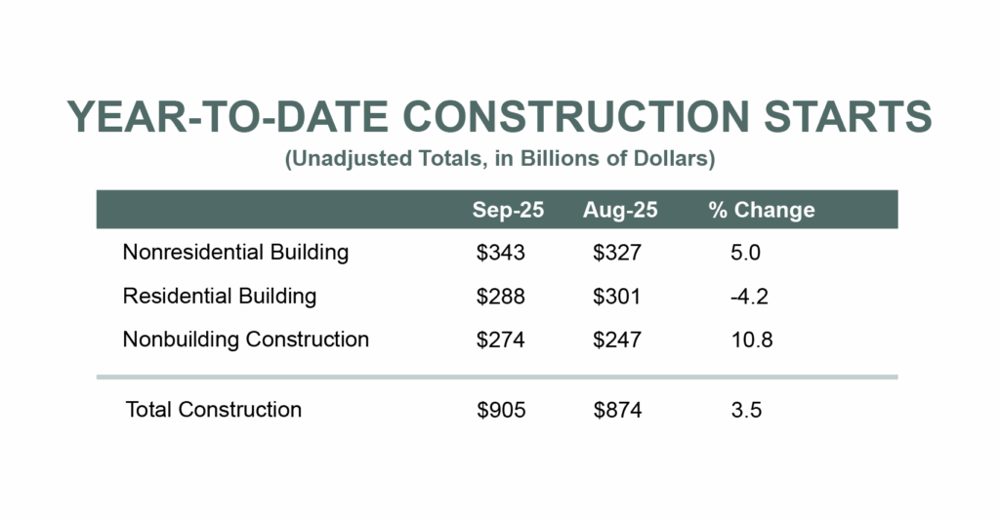 YEAR-TO-DATE CONSTRUCTION STARTS
(Unadjusted Totals, in Billions of Dollars)
Sep-25 Aug-25 % Change
Nonresidential Building $343 $327 5.0
Residential Building $288 $301 -4.2
Nonbuilding Construction $274 $247 10.8
Total Construction $905 $874 3.5